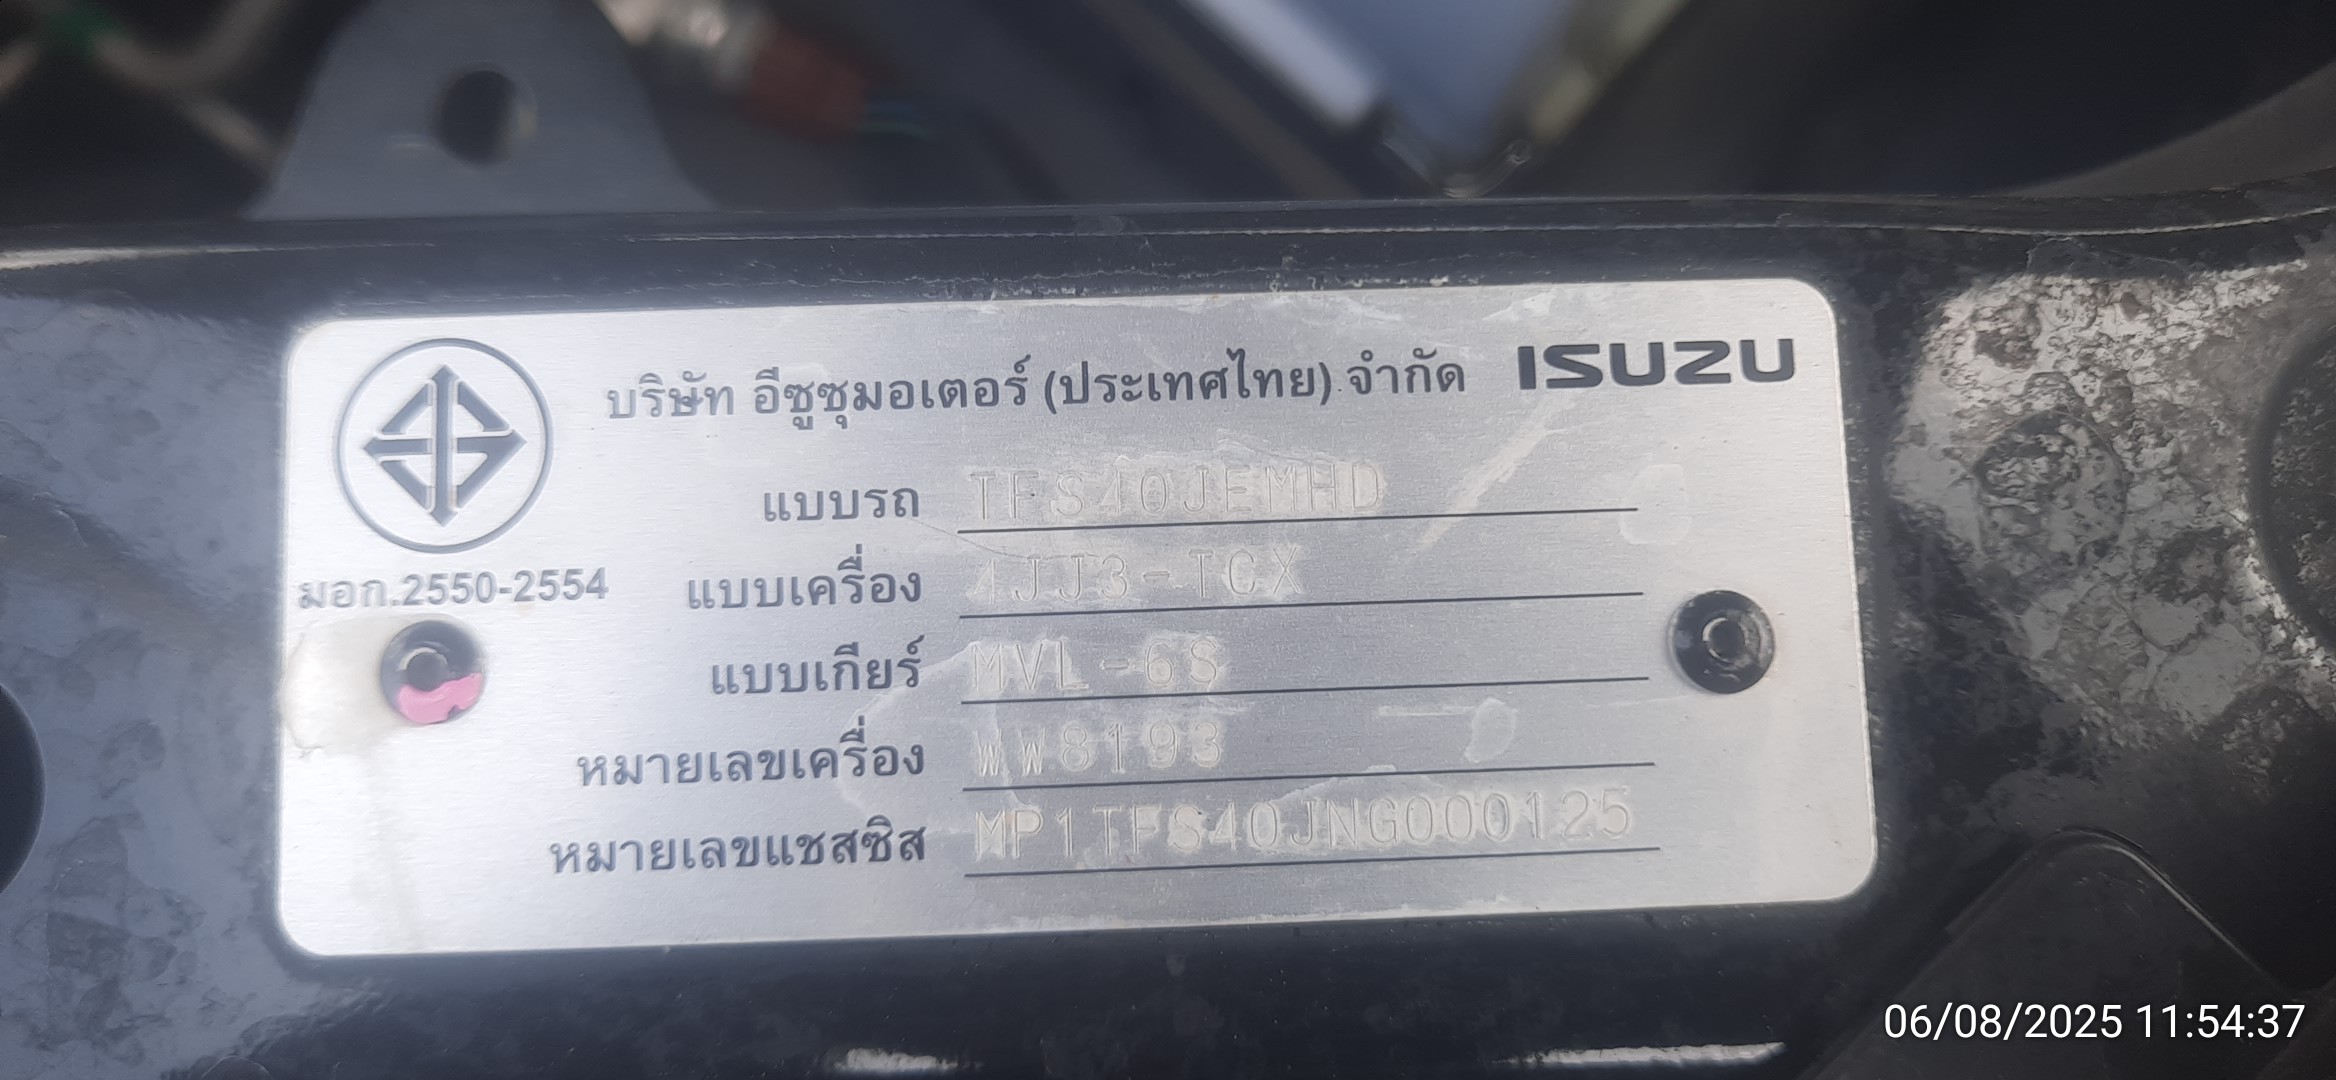 บริษัท อีซูซุมอเตอร์ (ประเทศไทย) จำกัด ISUZU
แบบรถ TFS40JEMHD
มอก.2550-2554 แบบเครื่อง 4JJ3-TCX
แบบเกียร์ MVL-6S
หมายเลขเครื่อง WW8193
หมายเลขแชสซิส MP1TFS40JNG000125
06/08/2025 11:54:37